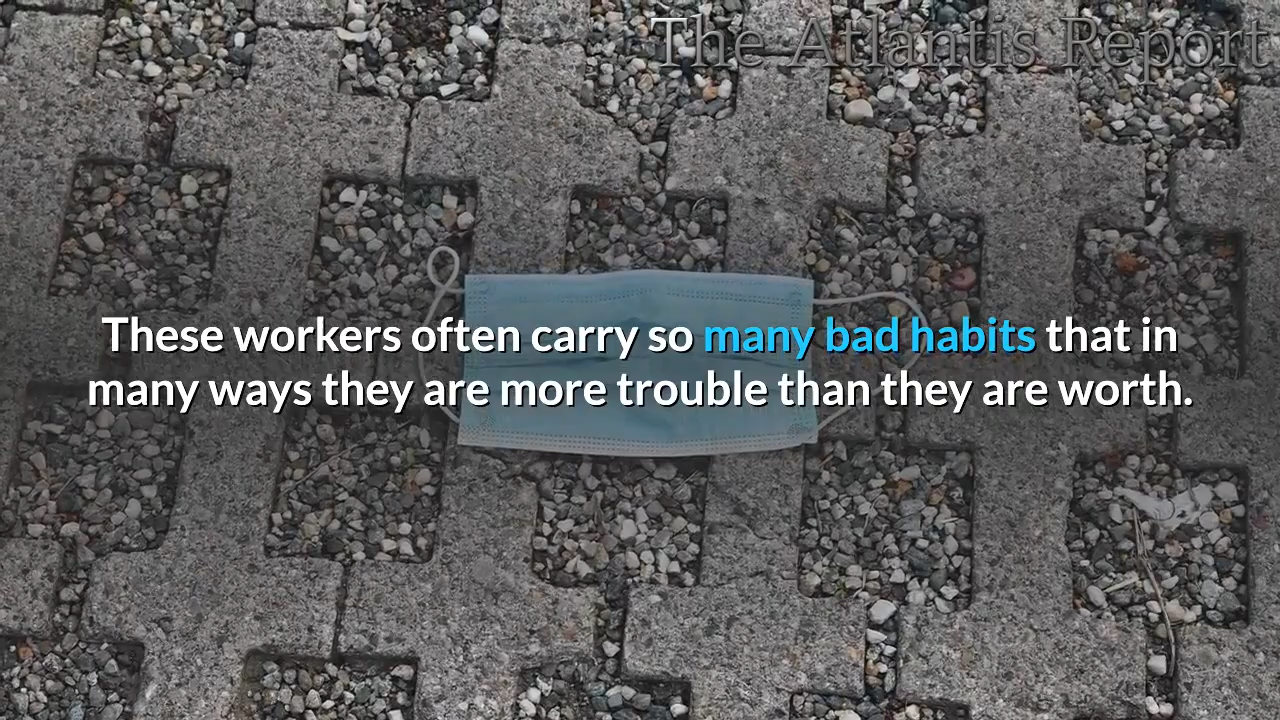 The Atlantis Report
These workers often carry so many bad habits that in
many ways they are more trouble than they are worth.